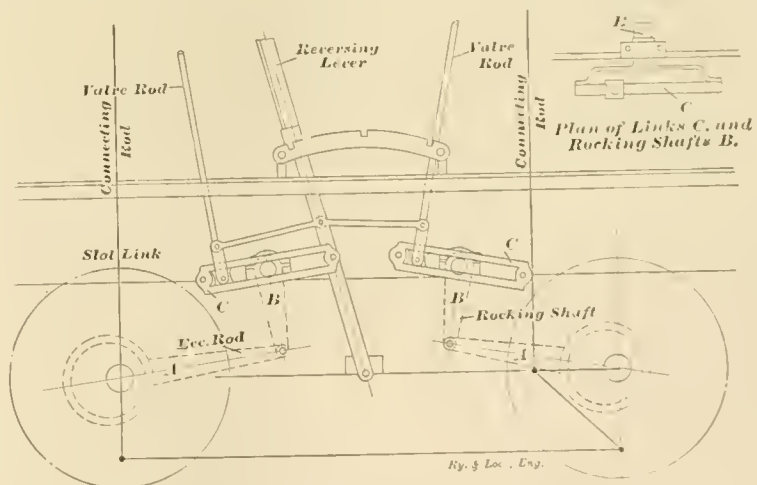 Reversing
Lever
Valve
Rod
Valve Rod
Connecting
Rod
Connecting
Rod
E
C
Plan of Links C. and
Rocking Shafts B.
Slot Link
C
C
B
B
Ecc. Rod
Rocking Shaft
A
A
Ry. & Loc. Eng.